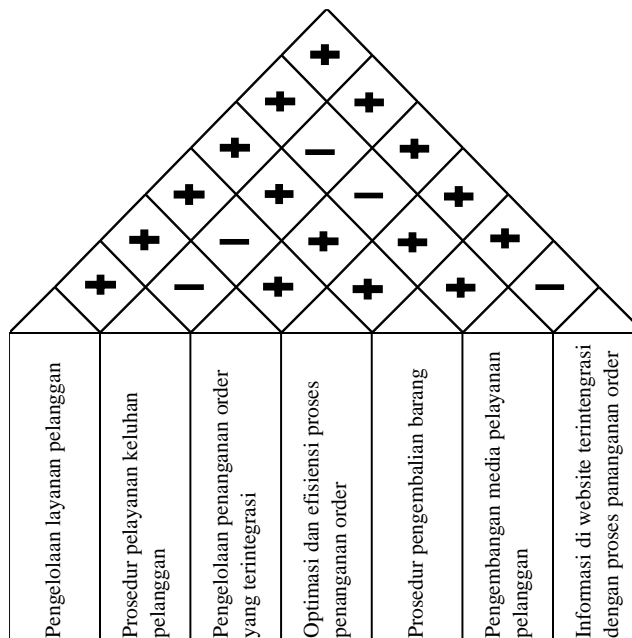 +
+ +
+ – +
+ + – +
+ – + + +
+ – + + + –
Pengelolaan layanan pelanggan
Prosedur pelayanan keluhan
pelanggan
Pengelolaan penanganan order
yang terintegrasi
Optimasi dan efisiensi proses
penanganan order
Prosedur pengembalian barang
Pengembangan media pelayanan
pelanggan
Informasi di website terintengrasi
dengan proses pananganan order